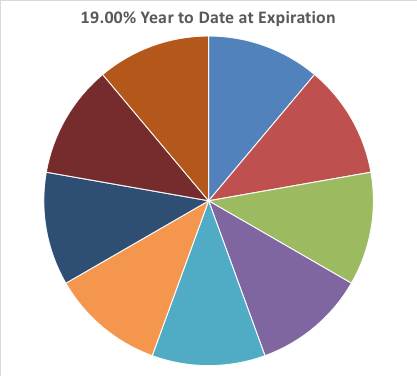 19.00% Year to Date at Expiration